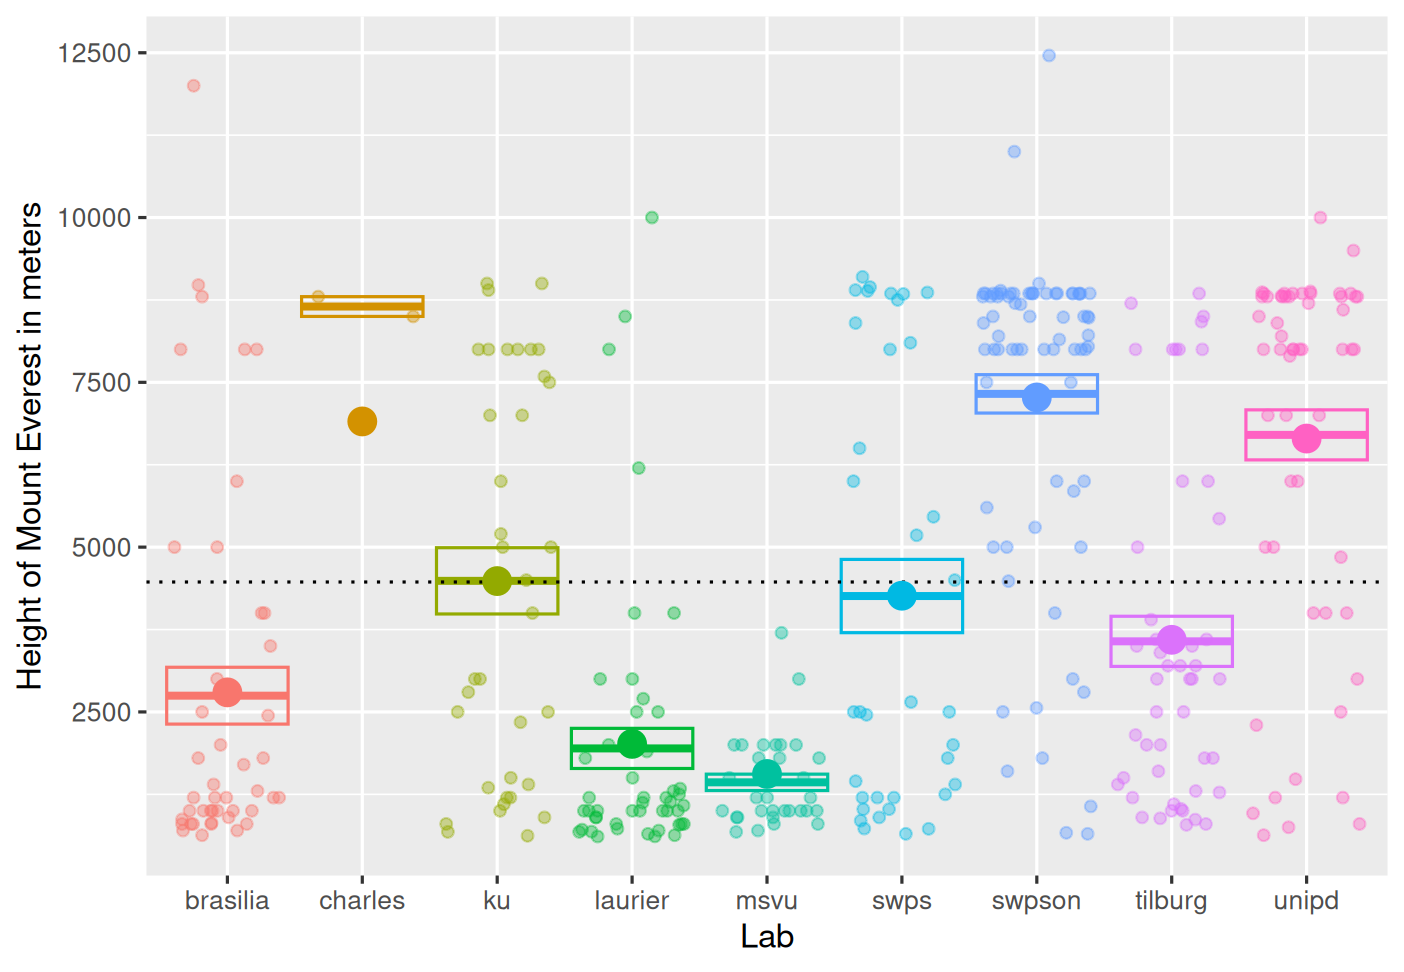 Height of Mount Everest in meters
12500
10000
7500
5000
2500
brasilia charles ku laurier msvu swps swpson tilburg unipd
Lab